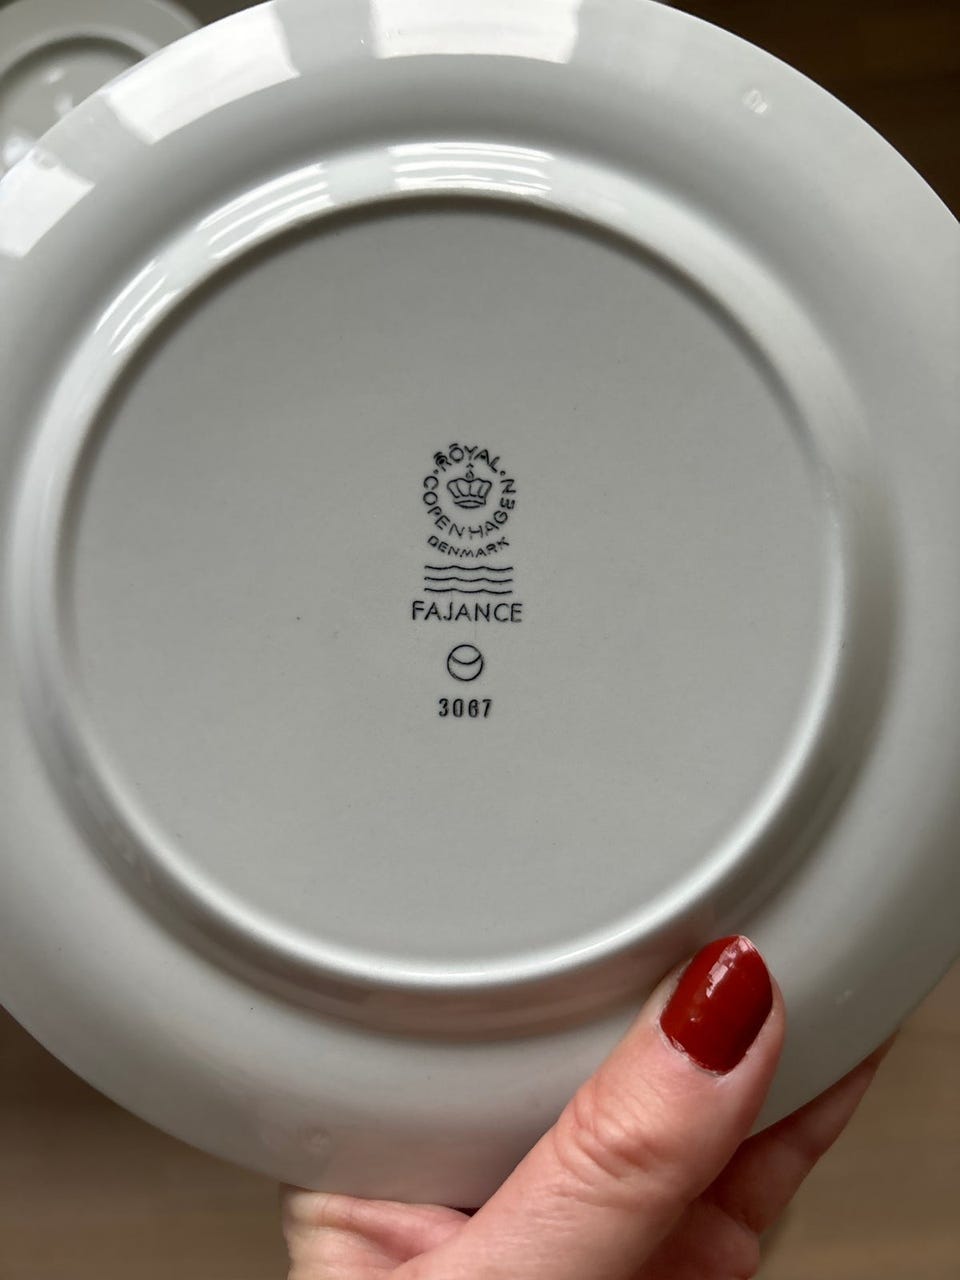 ROYAL
COPENHAGEN
DENMARK
FAJANCE
3067